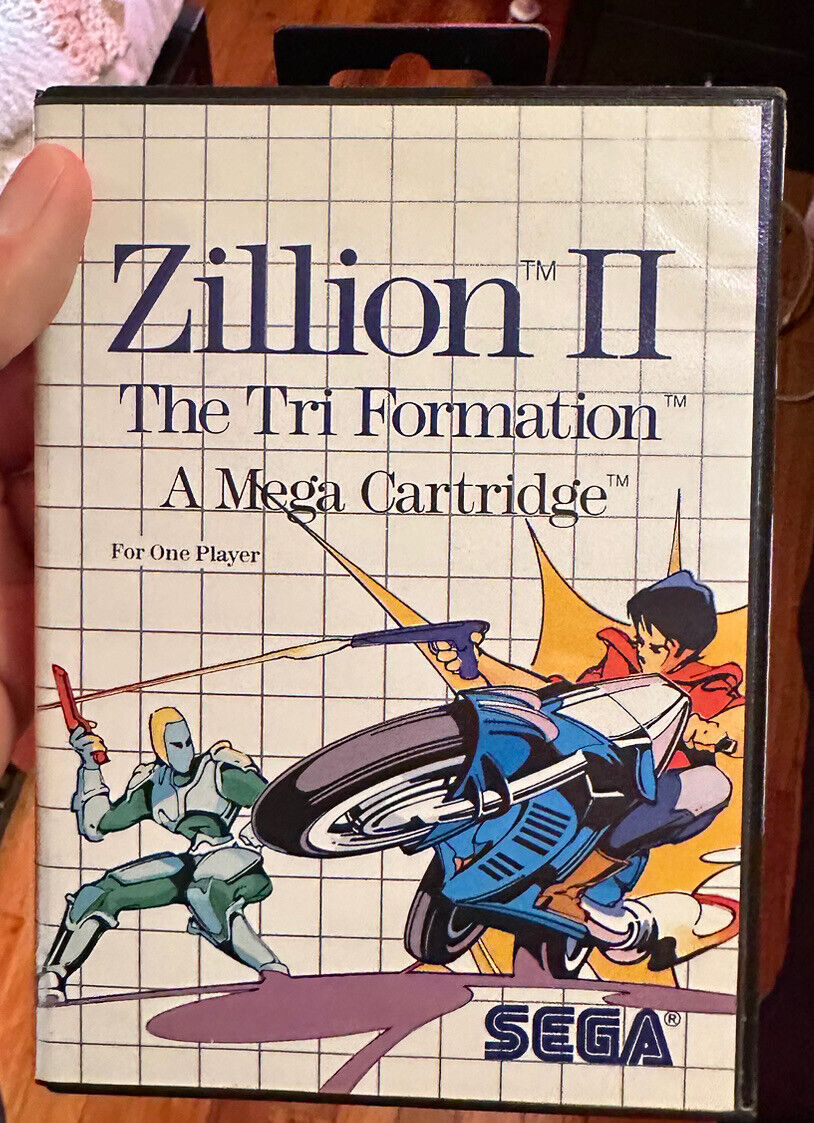 Zillion™ II
The Tri Formation™
A Mega Cartridge™
For One Player
SEGA®